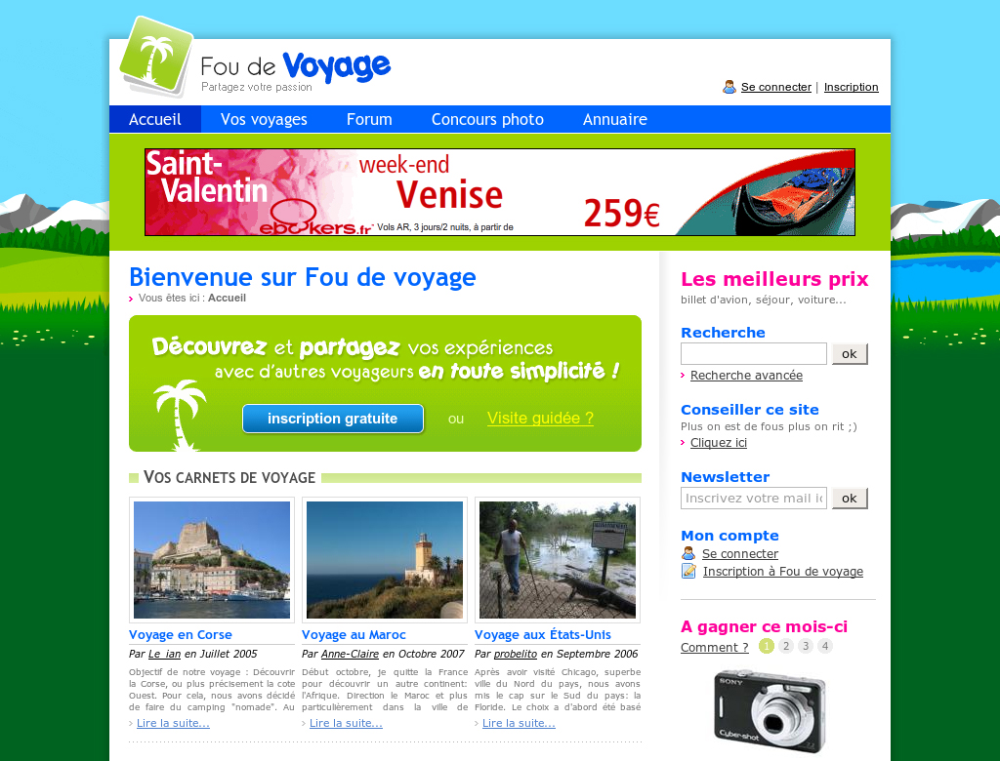 Fou de Voyage
Partagez votre passion
Se connecter | Inscription
Accueil
Vos voyages
Forum
Concours photo
Annuaire
Saint-
Valentin
week-end
Venise
259€
ebookers.fr
Vols AR, 3 jours/2 nuits, à partir de
Bienvenue sur Fou de voyage
Vous êtes ici : Accueil
Découvrez et partagez vos expériences
avec d'autres voyageurs en toute simplicité !
inscription gratuite
ou
Visite guidée ?
Vos carnets de voyage
Voyage en Corse
Par Le_ian en Juillet 2005
Objectif de notre voyage : Découvrir
la Corse, ou plus précisement la cote
Ouest. Pour cela, nous avons décidé
de faire du camping "nomade". Au
Lire la suite...
Voyage au Maroc
Par Anne-Claire en Octobre 2007
Début octobre, je quitte la France
pour découvrir un autre continent:
l'Afrique. Direction le Maroc et plus
particulièrement dans la ville de
Lire la suite...
Voyage aux États-Unis
Par probelito en Septembre 2006
Après avoir visité Chicago, superbe
ville du Nord du pays, nous avons
mis le cap sur le Sud du pays: la
Floride. Le choix a d'abord été basé
Lire la suite...
Les meilleurs prix
billet d'avion, séjour, voiture...
Recherche
ok
Recherche avancée
Conseiller ce site
Plus on est de fous plus on rit ;)
Cliquez ici
Newsletter
Inscrivez votre mail ic
ok
Mon compte
Se connecter
Inscription à Fou de voyage
A gagner ce mois-ci
Comment ? 1 2 3 4
SONY
Cyber-shot
7.2